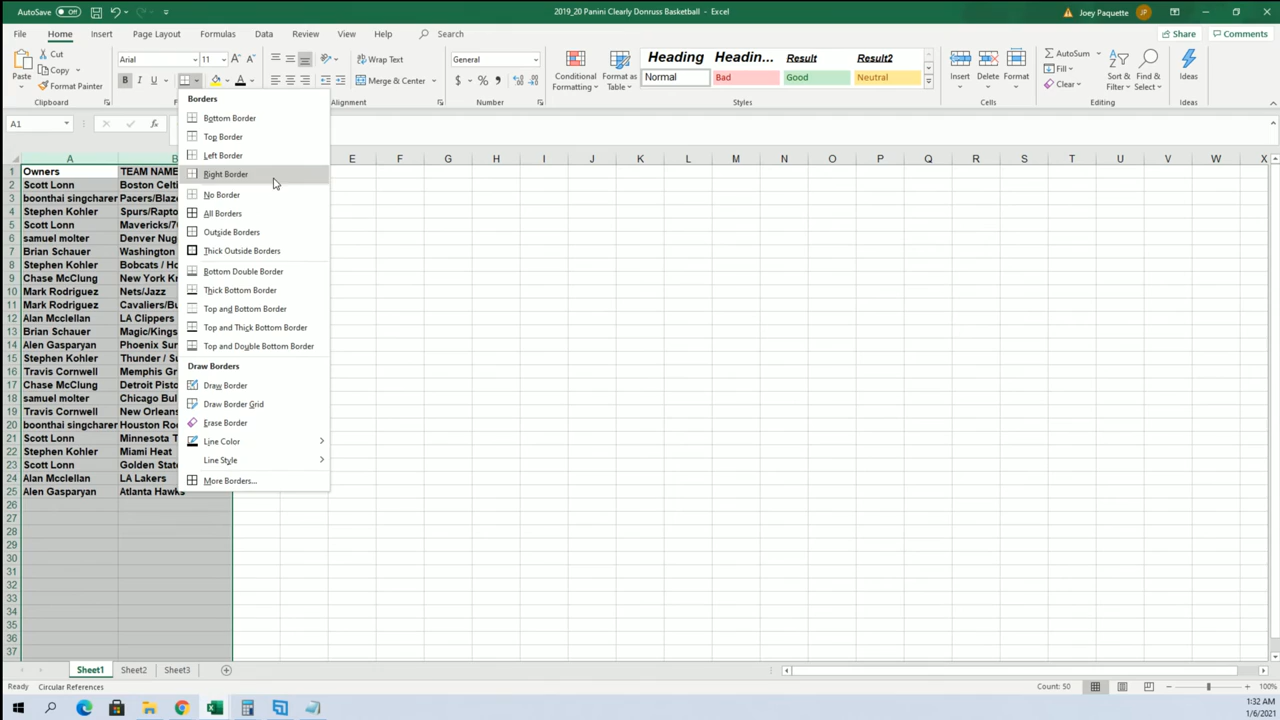 AutoSave Off 2019_20 Panini Clearly Donruss Basketball - Excel Joey Paquette JP
File Home Insert Page Layout Formulas Data Review View Help Search Share Comments
Paste Cut Copy Format Painter Clipboard
Arial 11 B I U
Wrap Text Merge & Center Alignment
General $ % Number
Conditional Formatting Format as Table
Heading Headin... Result Result2
Normal Bad Good Neutral
Styles
Insert Delete Format Cells
AutoSum Fill Clear Sort & Filter Find & Select Editing
Ideas Ideas
A1 fx
A B E F G H I J K L M N O P Q R S T U V W X
1 Owners TEAM NAME
2 Scott Lonn Boston Celti
3 boonthai singcharer Pacers/Blaze
4 Stephen Kohler Spurs/Rapto
5 Scott Lonn Mavericks/76
6 samuel molter Denver Nug
7 Brian Schauer Washington
8 Stephen Kohler Bobcats / Ho
9 Chase McClung New York Kn
10 Mark Rodriguez Nets/Jazz
11 Mark Rodriguez Cavaliers/Bu
12 Alan Mcclellan LA Clippers
13 Brian Schauer Magic/Kings
14 Alen Gasparyan Phoenix Sun
15 Stephen Kohler Thunder / Su
16 Travis Cornwell Memphis Gr
17 Chase McClung Detroit Pisto
18 samuel molter Chicago Bul
19 Travis Cornwell New Orleans
20 boonthai singcharer Houston Roc
21 Scott Lonn Minnesota T
22 Stephen Kohler Miami Heat
23 Scott Lonn Golden State
24 Alan Mcclellan LA Lakers
25 Alen Gasparyan Atlanta Hawks
26
27
28
29
30
31
32
33
34
35
36
37
Borders
Bottom Border
Top Border
Left Border
Right Border
No Border
All Borders
Outside Borders
Thick Outside Borders
Bottom Double Border
Thick Bottom Border
Top and Bottom Border
Top and Thick Bottom Border
Top and Double Bottom Border
Draw Borders
Draw Border
Draw Border Grid
Erase Border
Line Color
Line Style
More Borders...
Sheet1 Sheet2 Sheet3
Ready Circular References Count: 50 100%
1:32 AM
1/6/2021